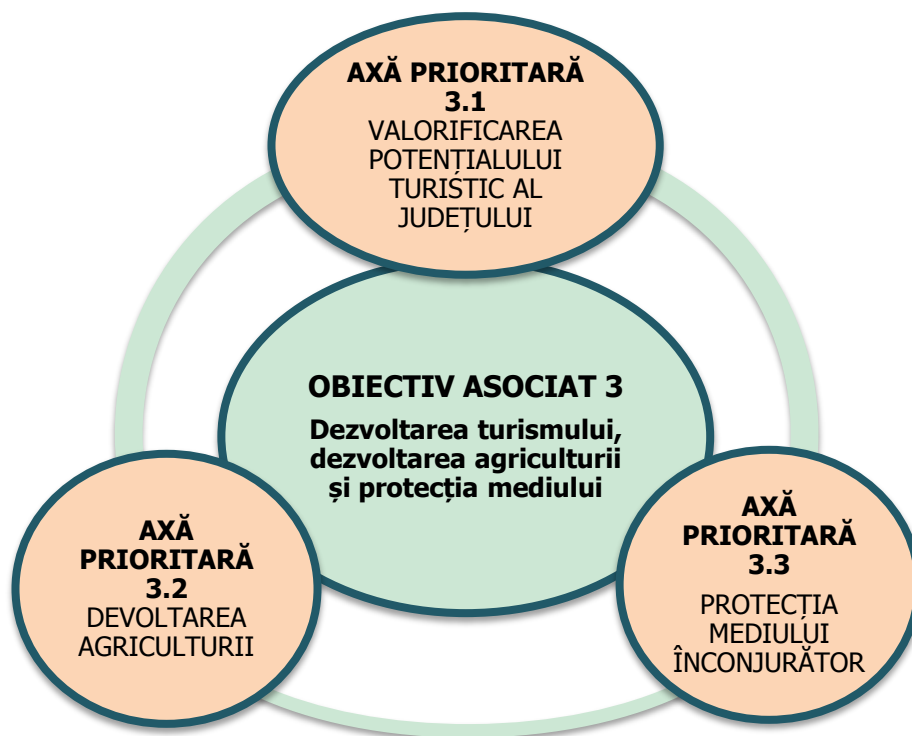 AXĂ PRIORITARĂ
3.1
VALORIFICAREA
POTENȚIALULUI
TURISTIC AL
JUDEȚULUI
OBIECTIV ASOCIAT 3
Dezvoltarea turismului,
dezvoltarea agriculturii
și protecția mediului
AXĂ
PRIORITARĂ
3.2
DEVOLTAREA
AGRICULTURII
AXĂ
PRIORITARĂ
3.3
PROTECȚIA
MEDIULUI
ÎNCONJURĂTOR